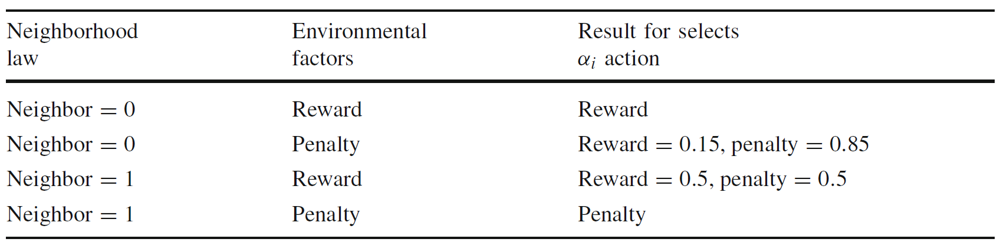 Neighborhood law Environmental factors Result for selects αi action
Neighbor = 0 Reward Reward
Neighbor = 0 Penalty Reward = 0.15, penalty = 0.85
Neighbor = 1 Reward Reward = 0.5, penalty = 0.5
Neighbor = 1 Penalty Penalty